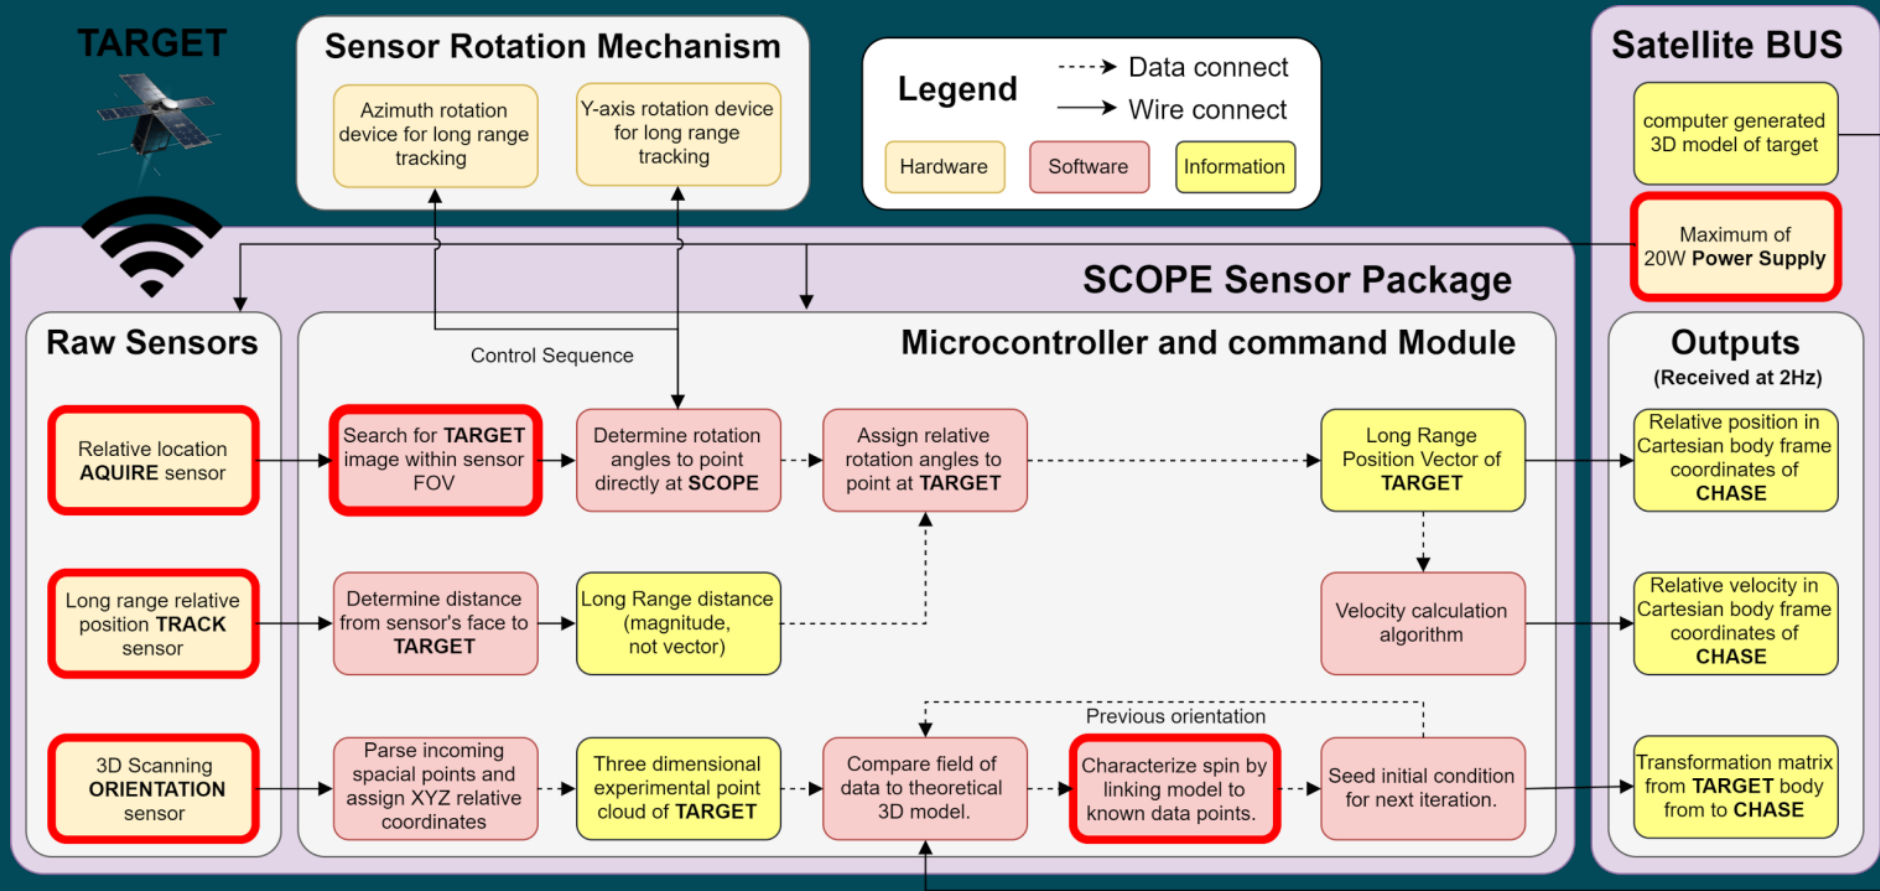 TARGET
Sensor Rotation Mechanism
Azimuth rotation
device for long range
tracking
Y-axis rotation device
for long range
tracking
Legend
Data connect
Wire connect
Hardware
Software
Information
Satellite BUS
computer generated
3D model of target
Maximum of
20W Power Supply
SCOPE Sensor Package
Raw Sensors
Relative location
AQUIRE sensor
Long range relative
position TRACK
sensor
3D Scanning
ORIENTATION
sensor
Microcontroller and command Module
Control Sequence
Search for TARGET
image within sensor
FOV
Determine rotation
angles to point
directly at SCOPE
Assign relative
rotation angles to
point at TARGET
Long Range
Position Vector of
TARGET
Determine distance
from sensor's face to
TARGET
Long Range distance
(magnitude,
not vector)
Velocity calculation
algorithm
Previous orientation
Parse incoming
spacial points and
assign XYZ relative
coordinates
Three dimensional
experimental point
cloud of TARGET
Compare field of
data to theoretical
3D model.
Characterize spin by
linking model to
known data points.
Seed initial condition
for next iteration.
Outputs
(Received at 2Hz)
Relative position in
Cartesian body frame
coordinates of
CHASE
Relative velocity in
Cartesian body frame
coordinates of
CHASE
Transformation matrix
from TARGET body
from to CHASE